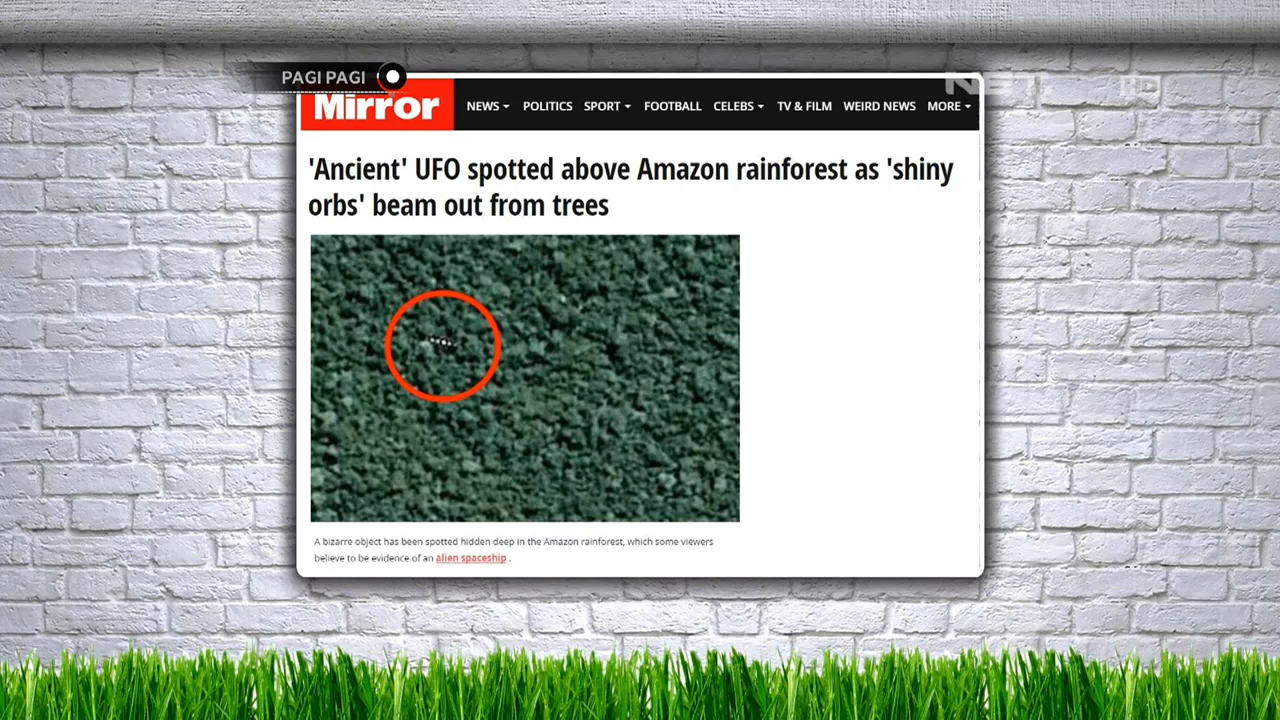 PAGI PAGI
NET HD
Mirror
NEWS POLITICS SPORT FOOTBALL CELEBS TV & FILM WEIRD NEWS MORE
'Ancient' UFO spotted above Amazon rainforest as 'shiny
orbs' beam out from trees
A bizarre object has been spotted hidden deep in the Amazon rainforest, which some viewers
believe to be evidence of an alien spaceship .